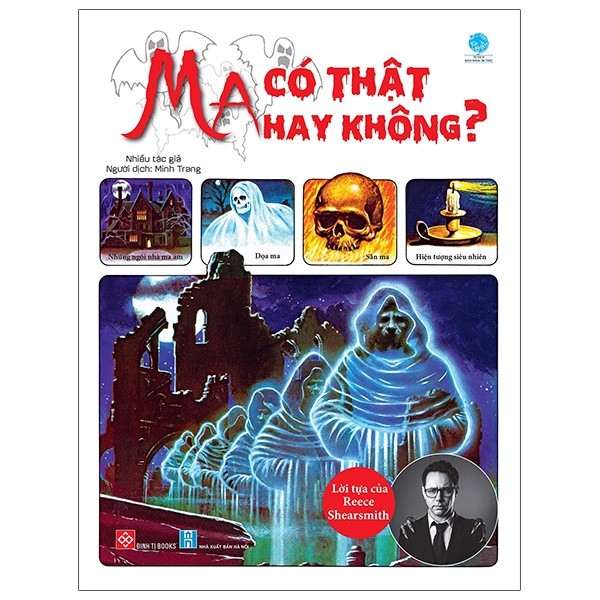 MA CÓ THẬT
HAY KHÔNG?
Nhiều tác giả
Người dịch: Minh Trang
Những ngôi nhà ma ám
Dọa ma
Săn ma
Hiện tượng siêu nhiên
Lời tựa của
Reece
Shearsmith
ĐINH TỊ BOOKS
NHÀ XUẤT BẢN HÀ NỘI